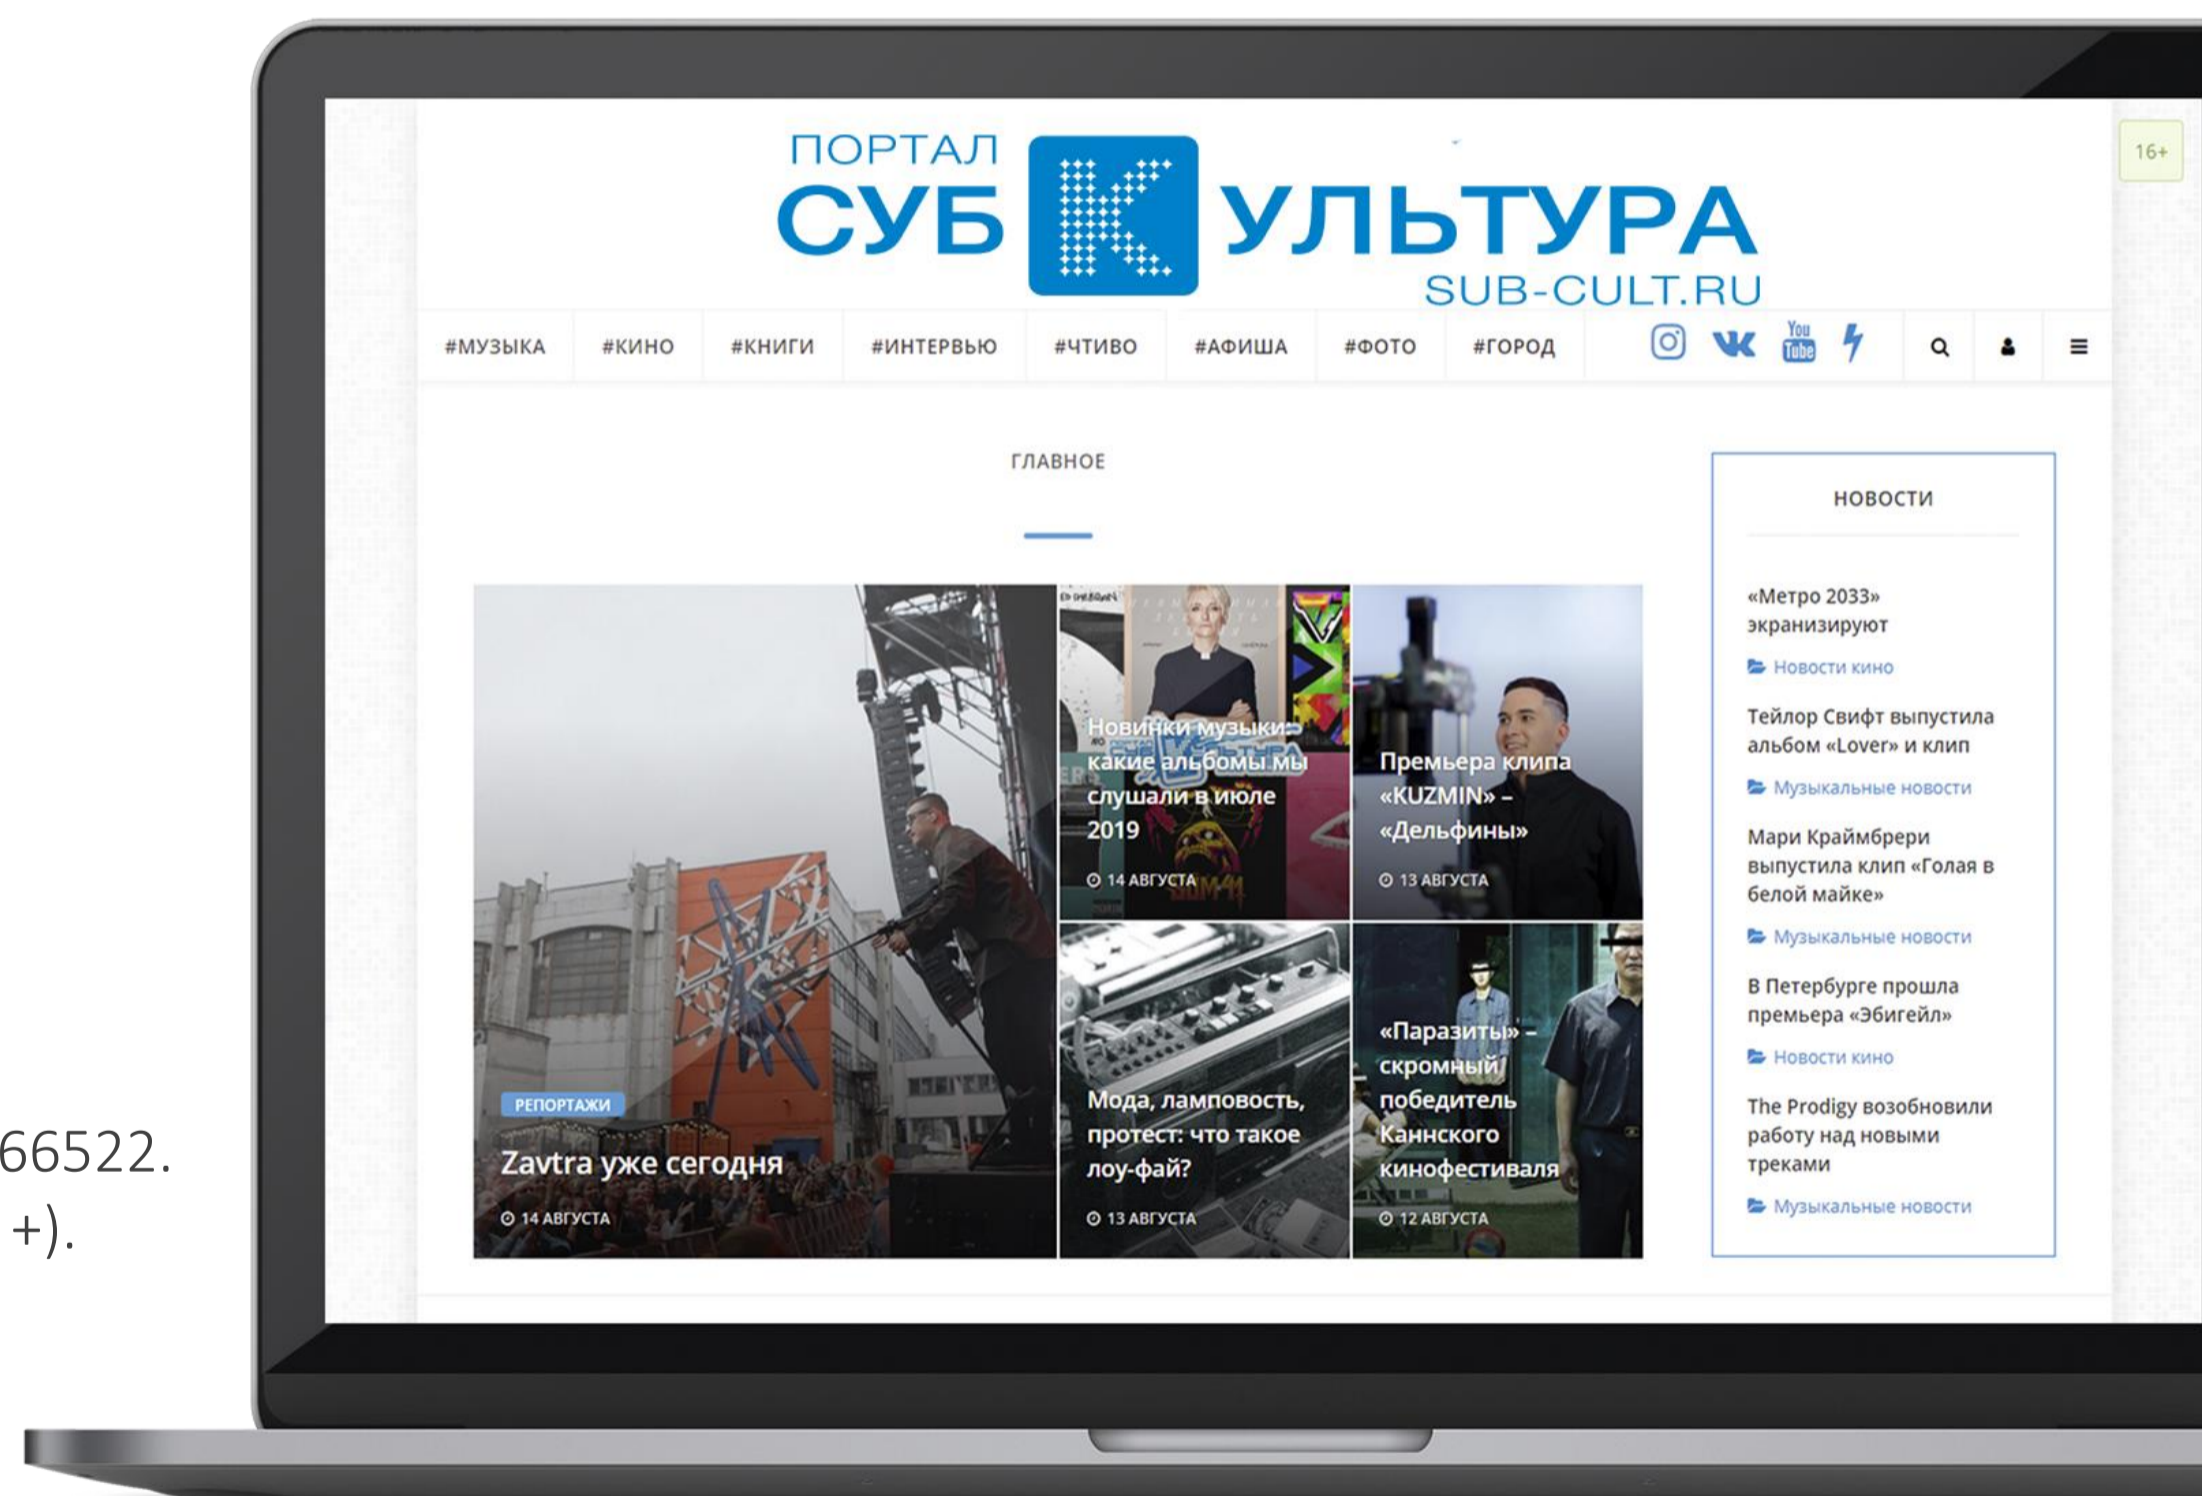 66522.
+).
ПОРТАЛ
СУБ К УЛЬТУРА
SUB-CULT.RU
16+
#МУЗЫКА #КИНО #КНИГИ #ИНТЕРВЬЮ #ЧТИВО #АФИША #ФОТО #ГОРОД You Tube
ГЛАВНОЕ
РЕПОРТАЖИ
Zavtra уже сегодня
14 АВГУСТА
Новинки музыки:
какие альбомы мы
слушали в июле
2019
14 АВГУСТА
Премьера клипа
«KUZMIN» –
«Дельфины»
13 АВГУСТА
Мода, ламповость,
протест: что такое
лоу-фай?
13 АВГУСТА
«Паразиты» –
скромный
победитель
Каннского
кинофестиваля
12 АВГУСТА
НОВОСТИ
«Метро 2033»
экранизируют
Новости кино
Тейлор Свифт выпустила
альбом «Lover» и клип
Музыкальные новости
Мари Краймбрери
выпустила клип «Голая в
белой майке»
Музыкальные новости
В Петербурге прошла
премьера «Эбигейл»
Новости кино
The Prodigy возобновили
работу над новыми
треками
Музыкальные новости